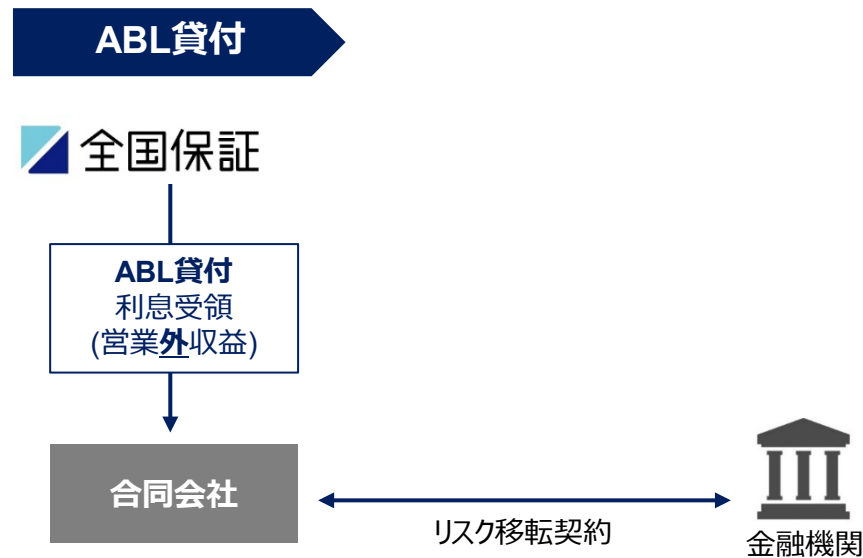 ABL貸付
全国保証
ABL貸付
利息受領
(営業外収益)
合同会社
リスク移転契約
金融機関